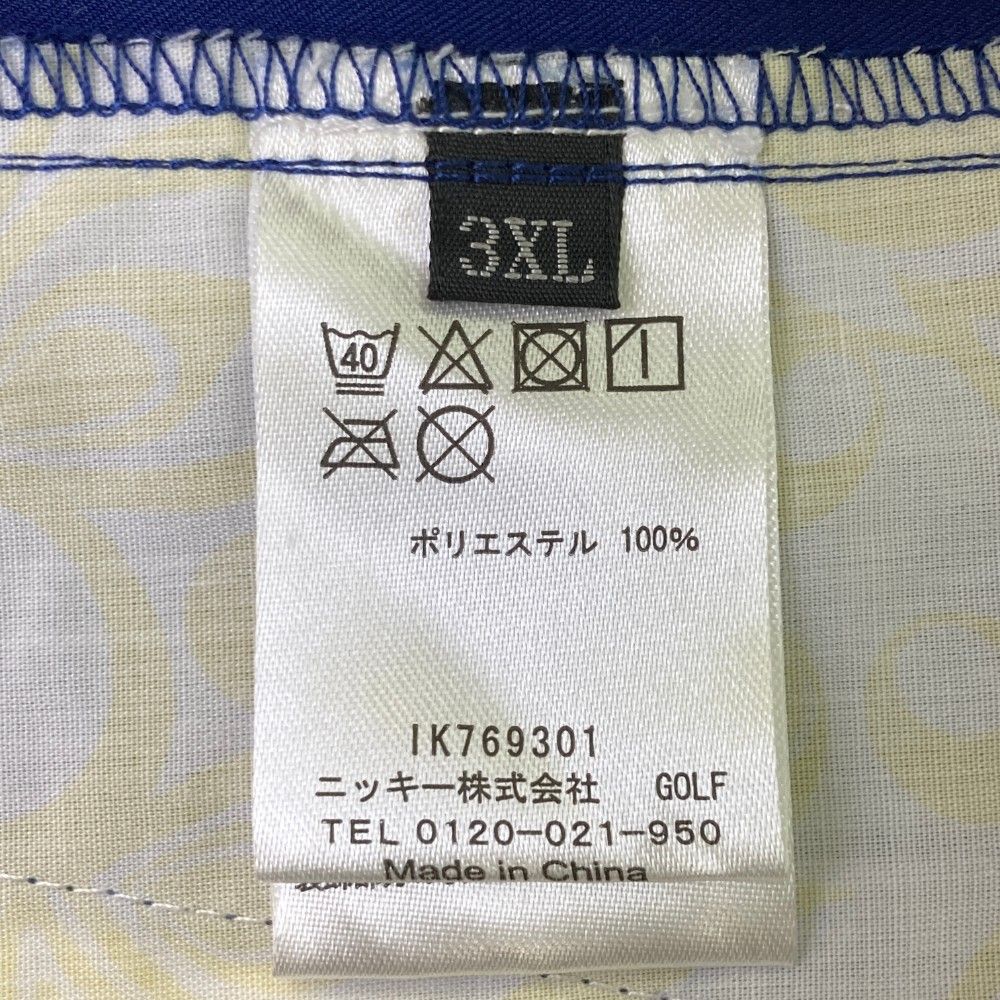 3XL
40
ポリエステル 100%
IK769301
ニッキー株式会社 GOLF
TEL 0120-021-950
Made in China